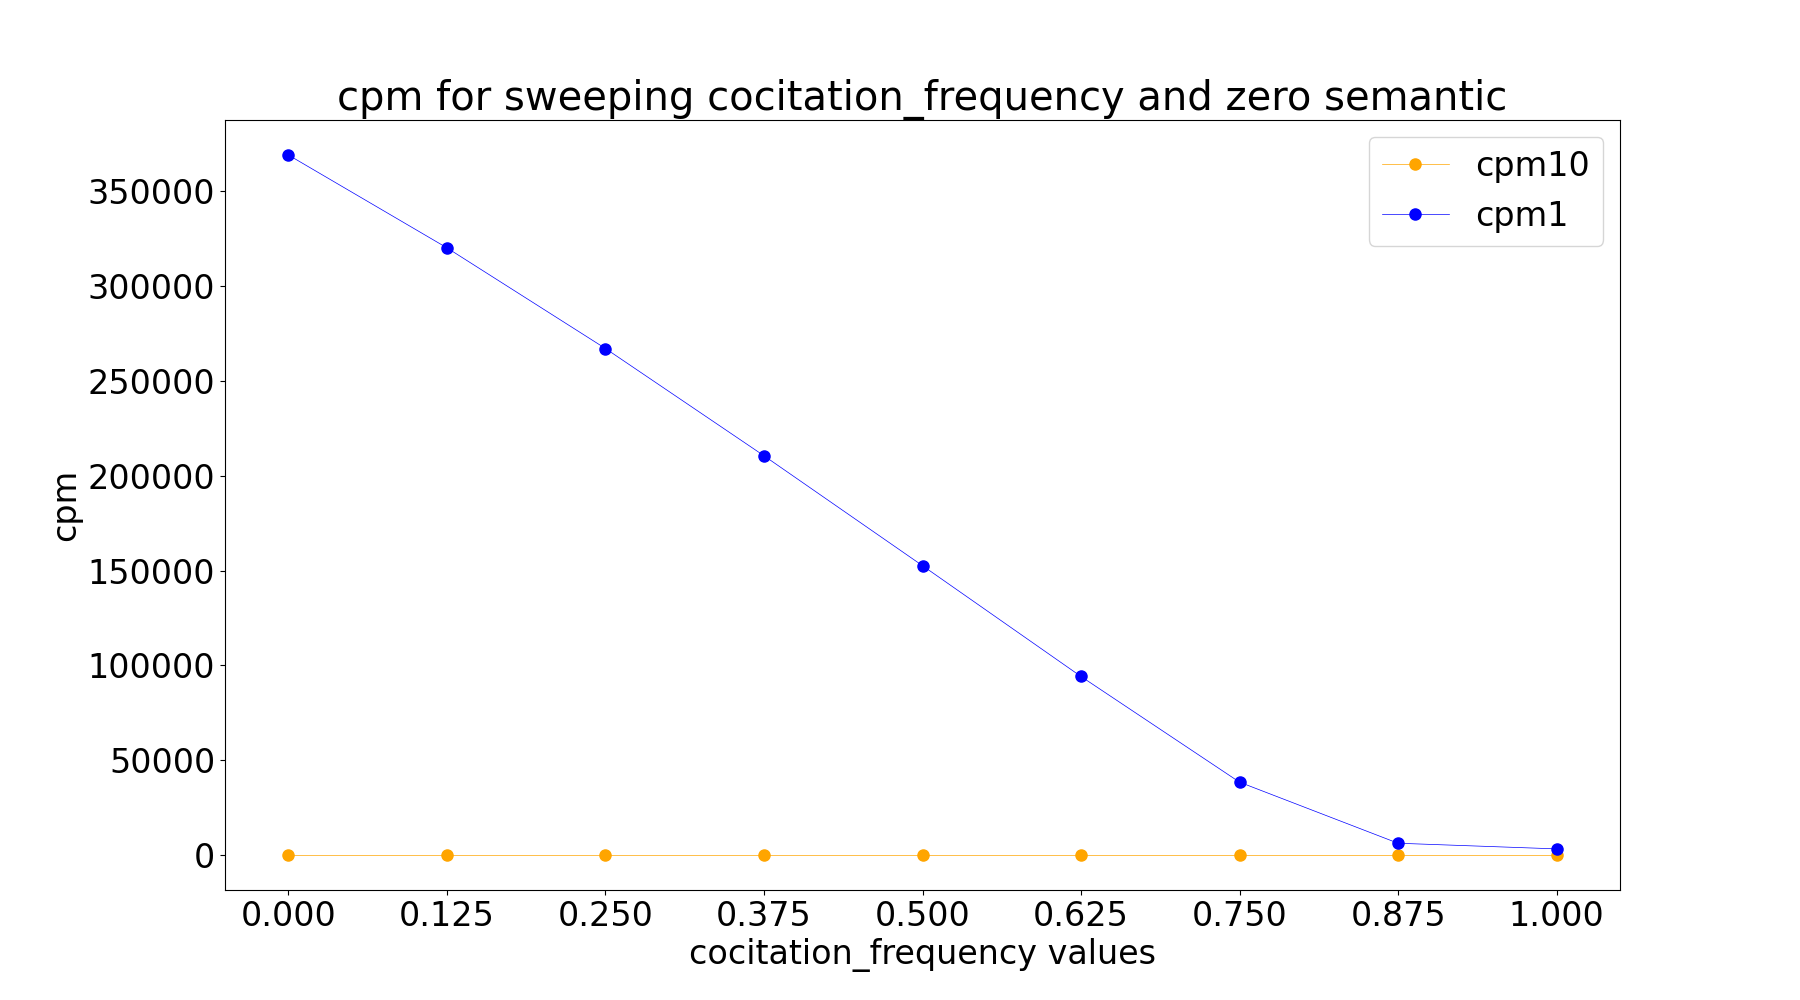 cpm for sweeping cocitation_frequency and zero semantic
cpm10
cpm1
350000
300000
250000
200000
150000
100000
50000
0
cpm
0.000 0.125 0.250 0.375 0.500 0.625 0.750 0.875 1.000
cocitation_frequency values